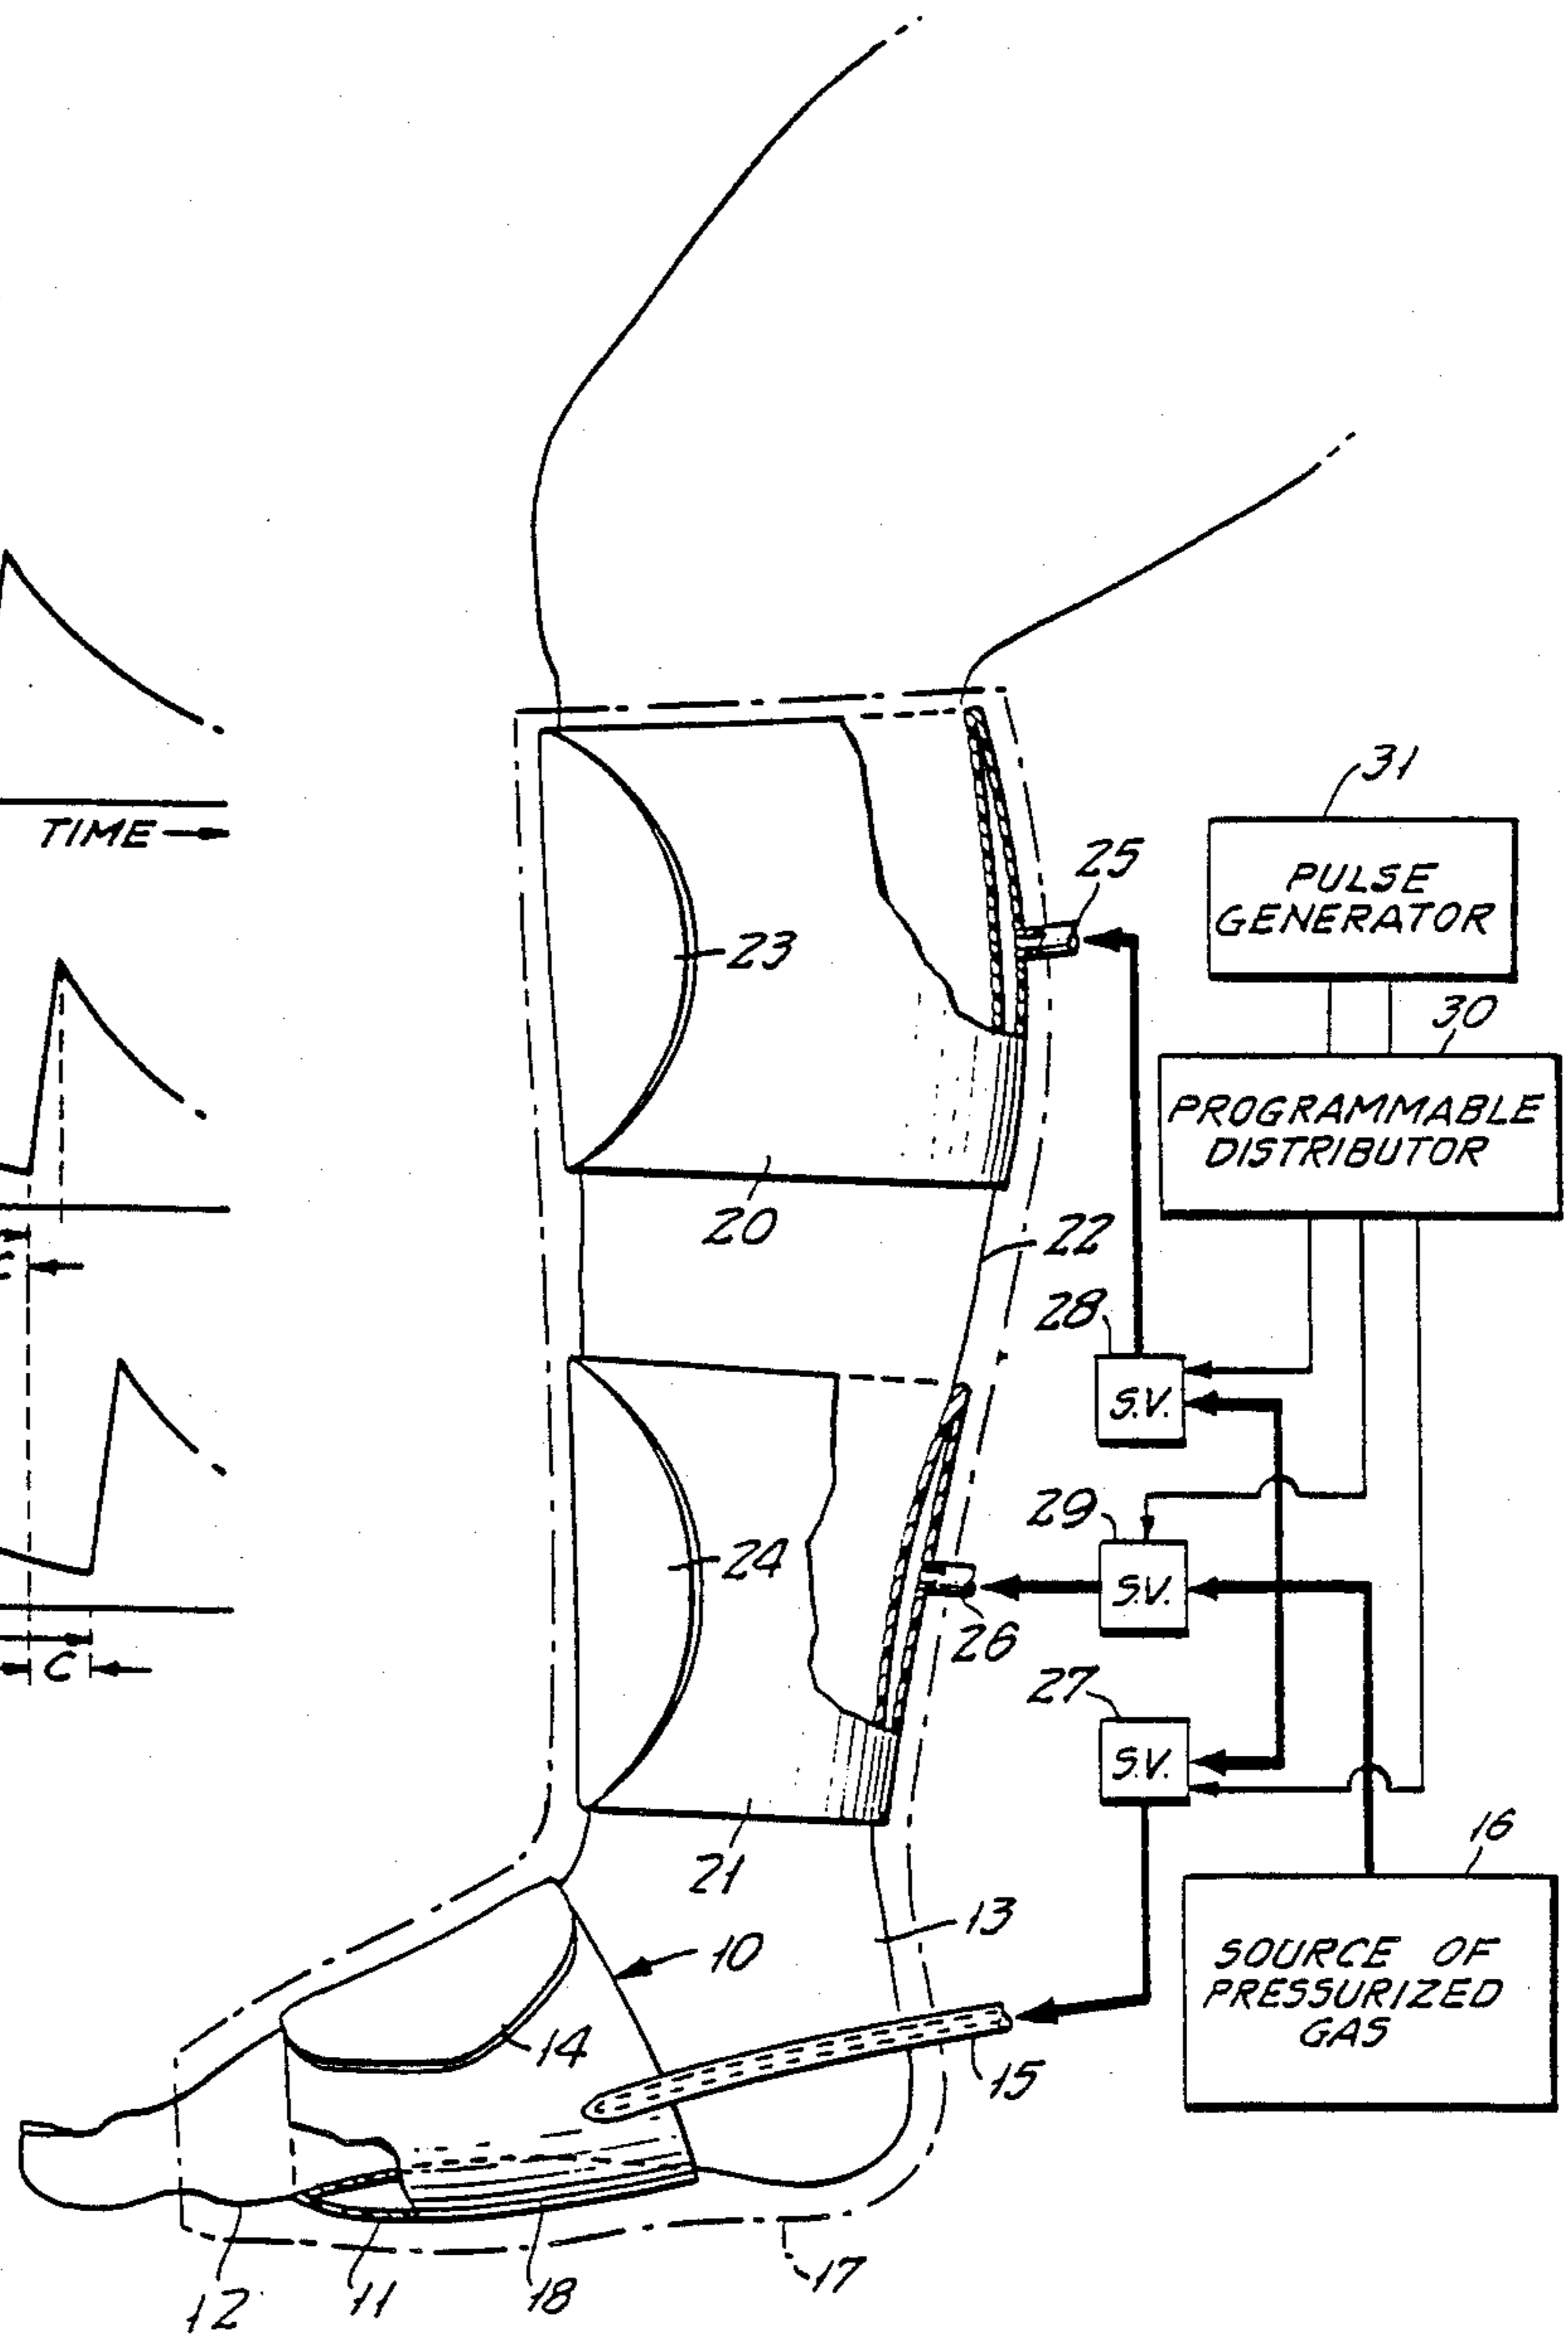 31
TIME
25
PULSE
GENERATOR
23
30
PROGRAMMABLE
DISTRIBUTOR
20
22
28
S.V.
29
24
S.V.
26
C
27
S.V.
16
21
13
10
SOURCE OF
PRESSURIZED
GAS
14
15
17
12
11
18